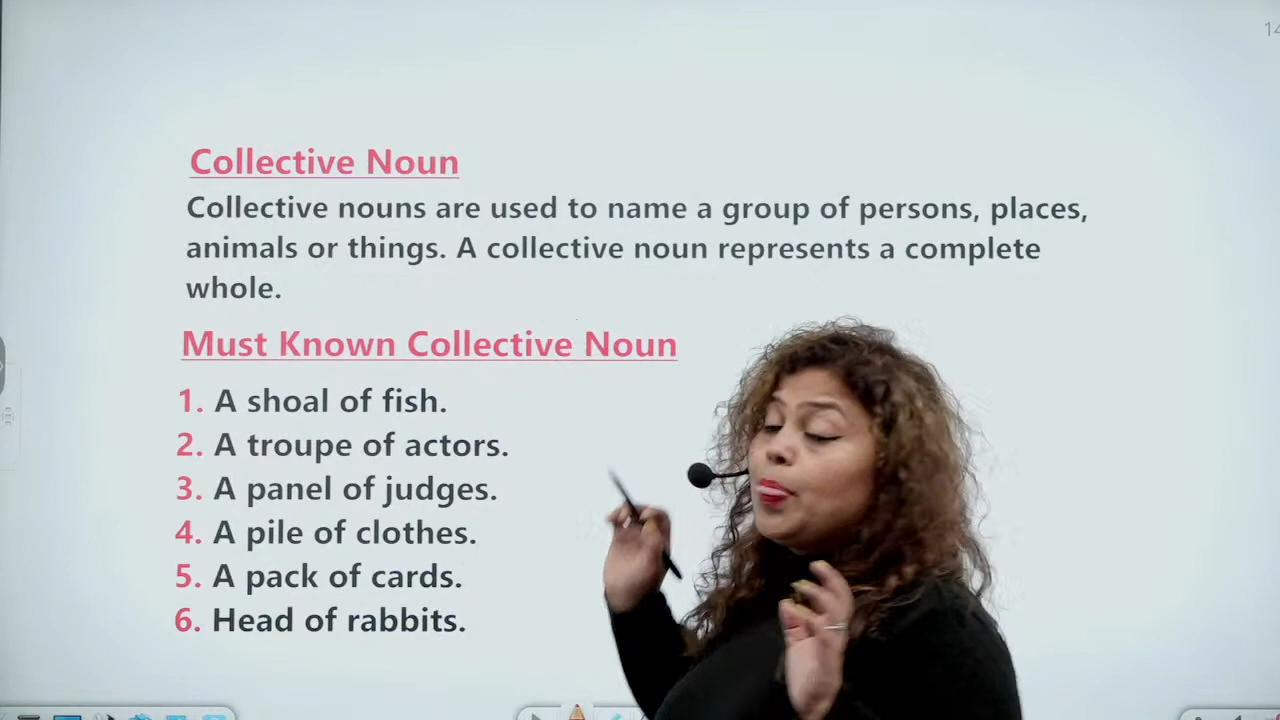 14
Collective Noun
Collective nouns are used to name a group of persons, places,
animals or things. A collective noun represents a complete
whole.
Must Known Collective Noun
1. A shoal of fish.
2. A troupe of actors.
3. A panel of judges.
4. A pile of clothes.
5. A pack of cards.
6. Head of rabbits.